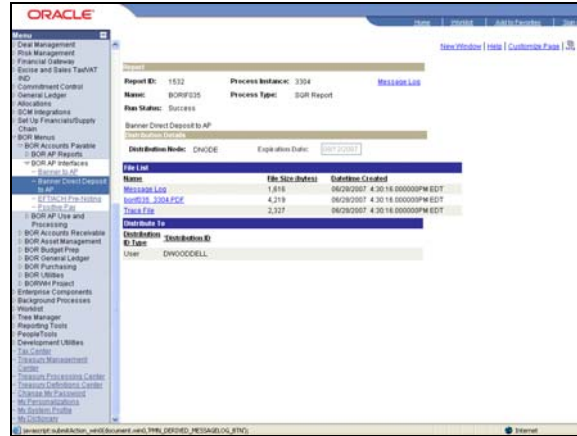 ORACLE
Home | Worklist | Add to Favorites | Sign
Menu
New Window | Help | Customize Page |
Deal Management
Risk Management
Financial Gateway
Excise and Sales Tax/VAT
IND
Commitment Control
General Ledger
Allocations
SCM Integrations
Set Up Financials/Supply
Chain
BOR Menus
BOR Accounts Payable
BOR AP Reports
BOR AP Interfaces
Banner to AP
Banner Direct Deposit
to AP
EFT/ACH Pre-Noting
Positive Pay
BOR AP Use and
Processing
BOR Accounts Receivable
BOR Asset Management
BOR Budget Prep
BOR General Ledger
BOR Purchasing
BOR Utilities
BORWH Project
Enterprise Components
Background Processes
Worklist
Tree Manager
Reporting Tools
PeopleTools
Development Utilities
Tax Center
Treasury Management
Center
Treasury Processing Center
Treasury Definitions Center
Change My Password
My Personalizations
My System Profile
My Dictionary
Report
Report ID: 1532 Process Instance: 3304 Message Log
Name: BORIF035 Process Type: SQR Report
Run Status: Success
Banner Direct Deposit to AP
Distribution Details
Distribution Node: DNODE Expiration Date:
File List
Name File Size (bytes) Datetime Created
Message Log 1,616 06/29/2007 4:30:16.000000PM EDT
borif035_3304.PDF 4,219 06/29/2007 4:30:16.000000PM EDT
Trace File 2,327 06/29/2007 4:30:16.000000PM EDT
Distribute To
Distribution ID Type *Distribution ID
User DWOODDELL
javascript:submitAction_win0(document.win0,'PMN_DERIVED_MESSAGELOG_BTN');
Internet